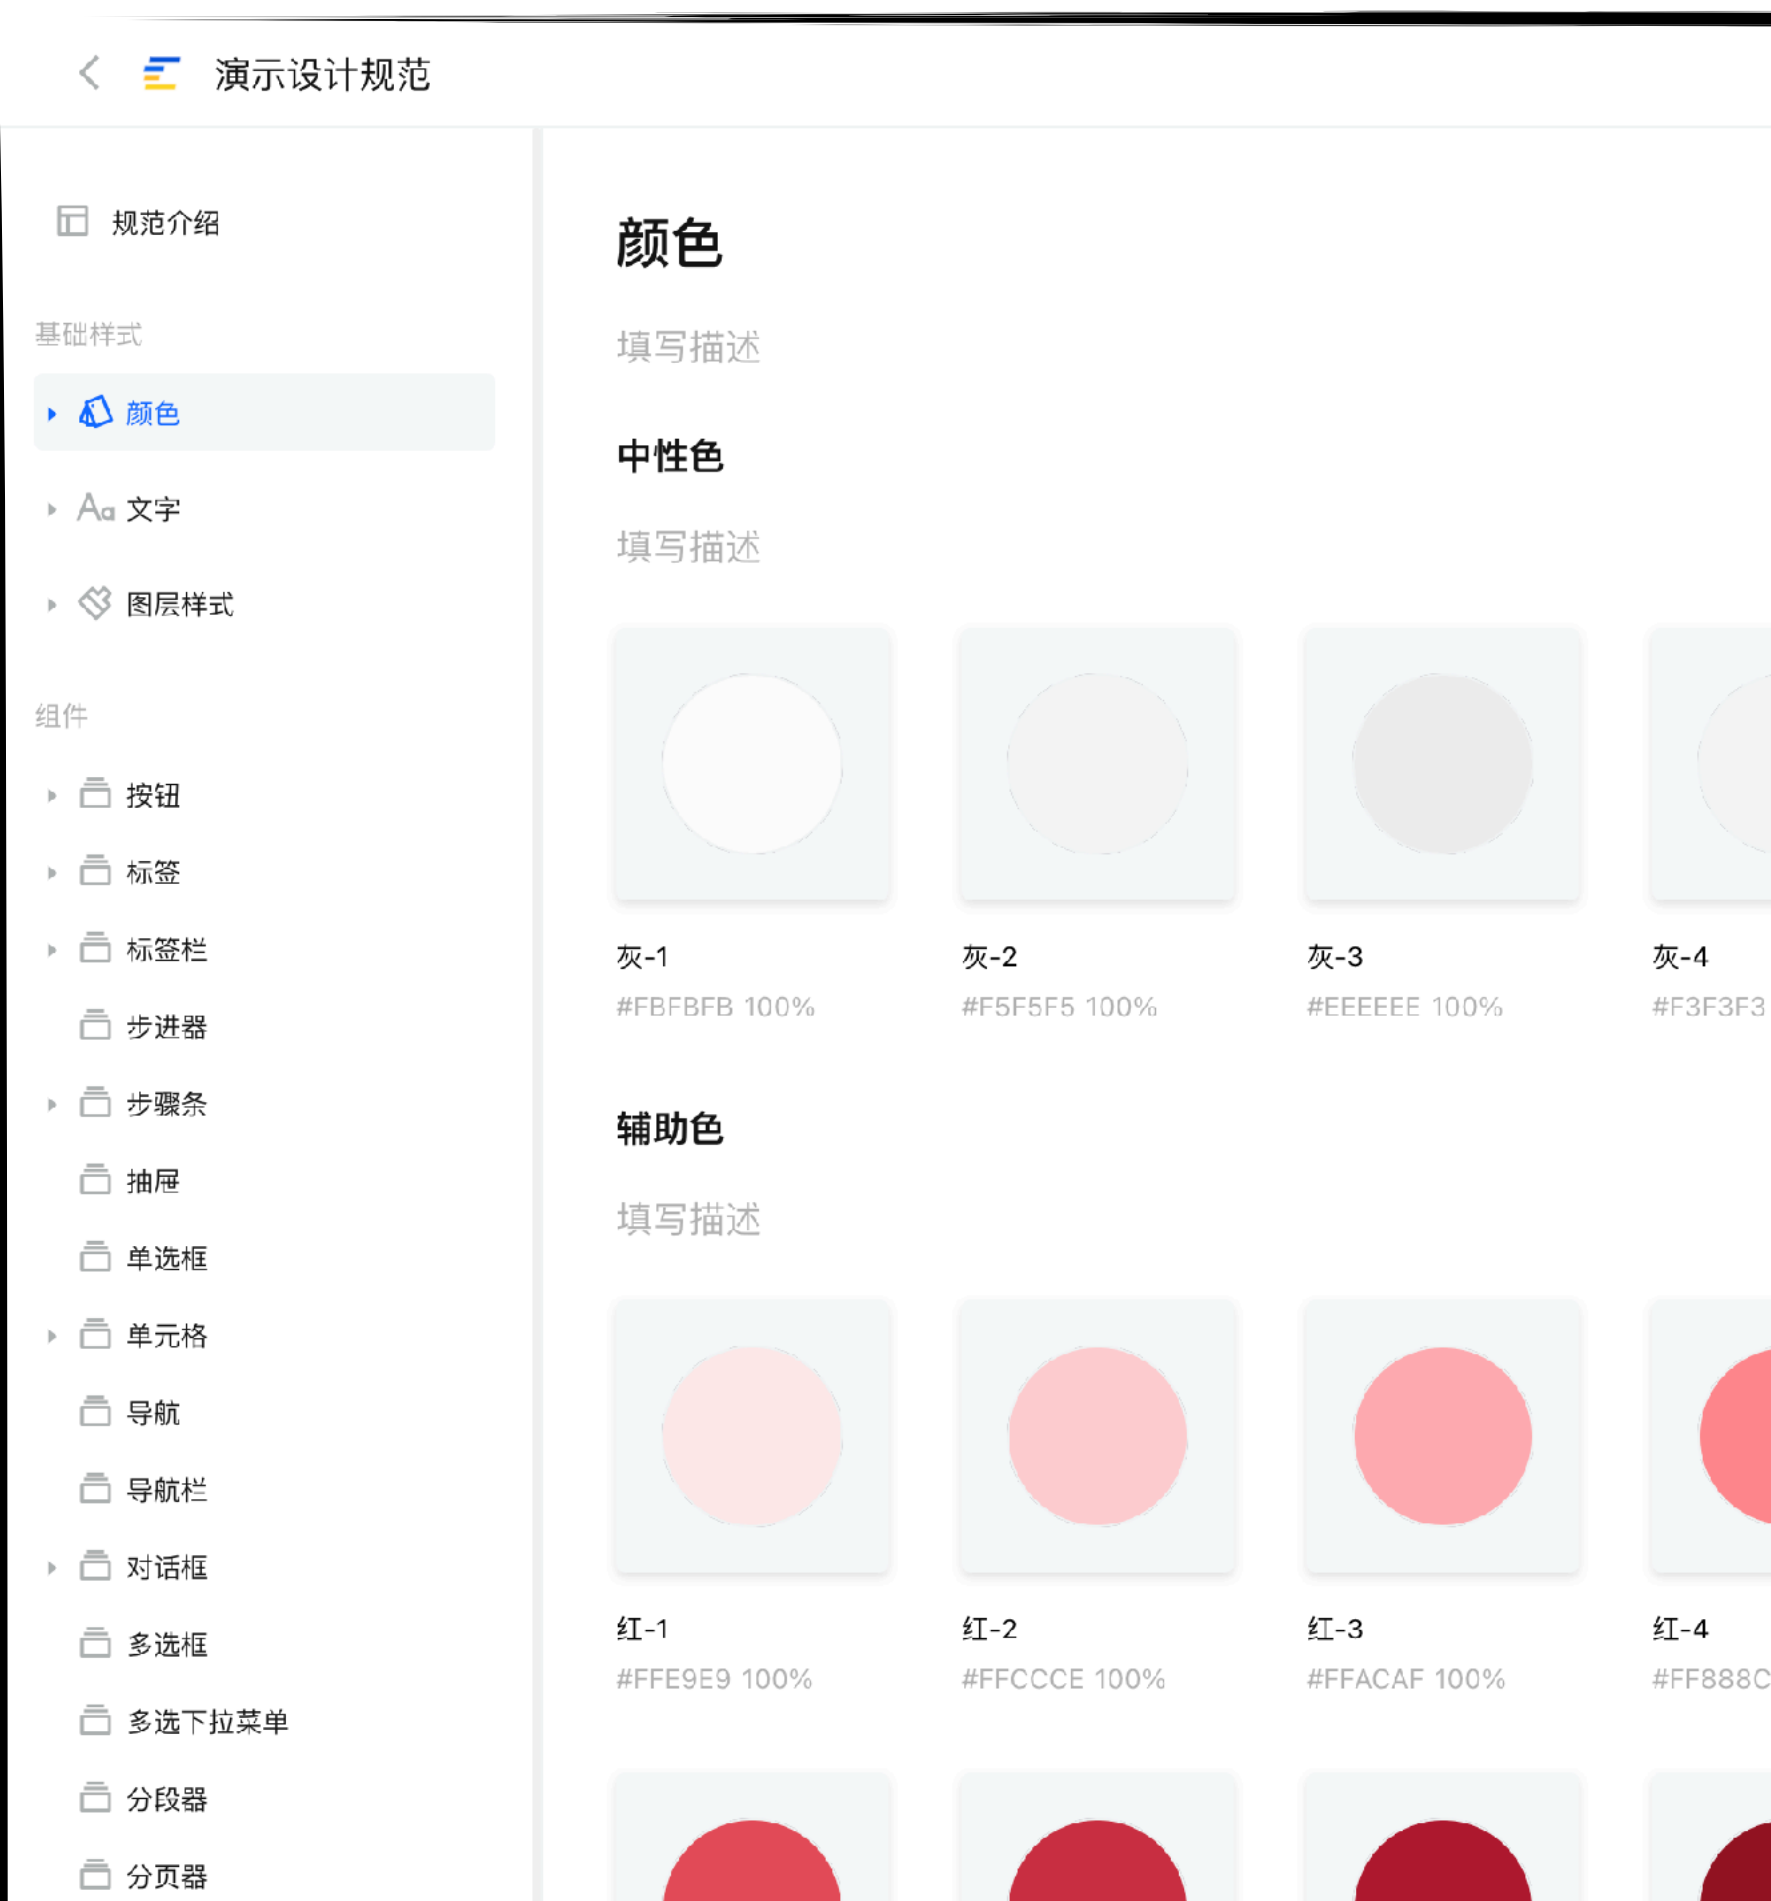 演示设计规范
规范介绍
基础样式
颜色
Aa 文字
图层样式
组件
按钮
标签
标签栏
步进器
步骤条
抽屉
单选框
单元格
导航
导航栏
对话框
多选框
多选下拉菜单
分段器
分页器
颜色
填写描述
中性色
填写描述
灰-1 灰-2 灰-3 灰-4
#FBFBFB 100% #F5F5F5 100% #EEEEEE 100% #F3F3F3
辅助色
填写描述
红-1 红-2 红-3 红-4
#FFE9E9 100% #FFCCCE 100% #FFACAF 100% #FF888C